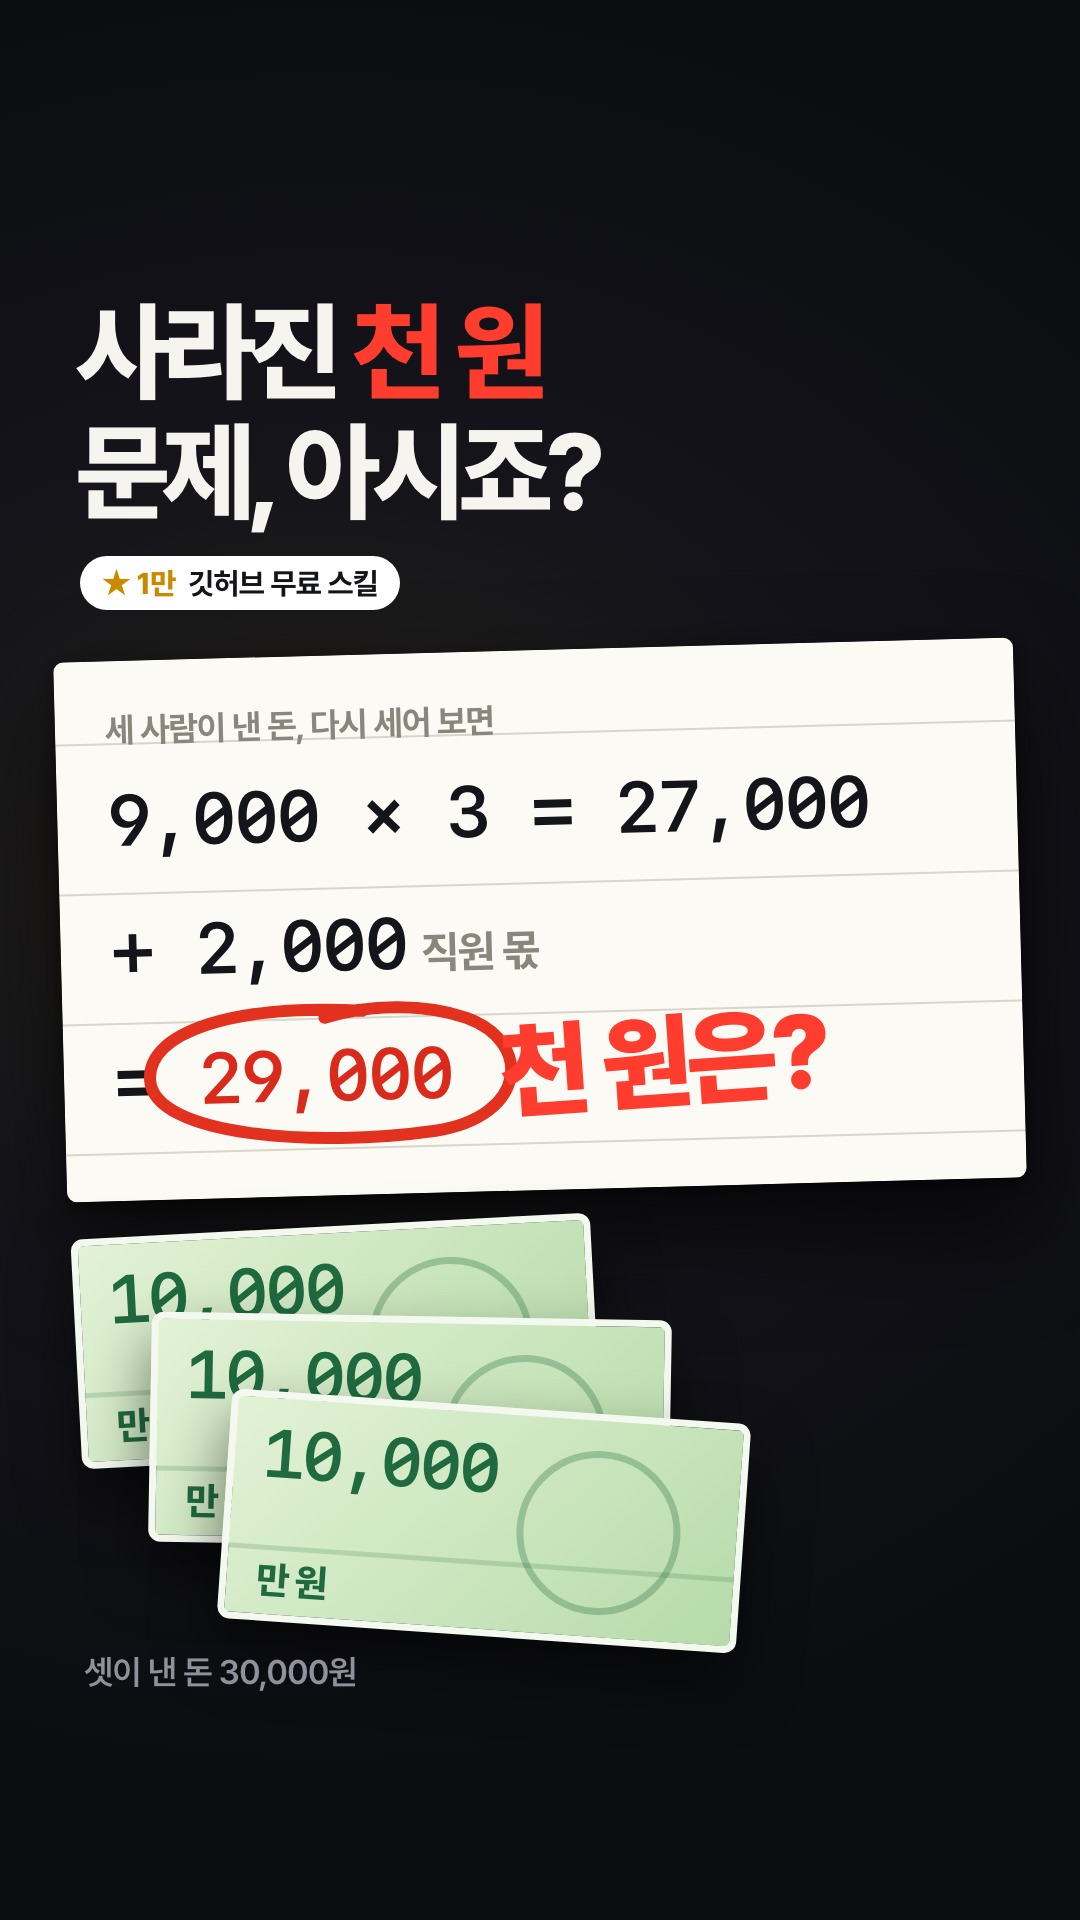 사라진 천 원
문제, 아시죠?
★ 1만 깃허브 무료 스킬
세 사람이 낸 돈, 다시 세어 보면
9,000 × 3 = 27,000
+ 2,000 직원 몫
= 29,000 천 원은?
10,000
만
10,000
만
10,000
만 원
셋이 낸 돈 30,000원